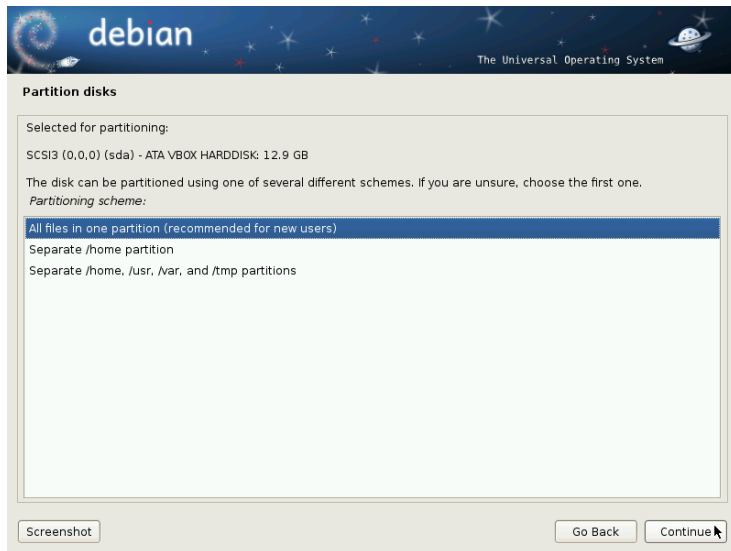 debian
The Universal Operating System
Partition disks
Selected for partitioning:
SCSI3 (0,0,0) (sda) - ATA VBOX HARDDISK: 12.9 GB
The disk can be partitioned using one of several different schemes. If you are unsure, choose the first one.
Partitioning scheme:
All files in one partition (recommended for new users)
Separate /home partition
Separate /home, /usr, /var, and /tmp partitions
Screenshot
Go Back
Continue